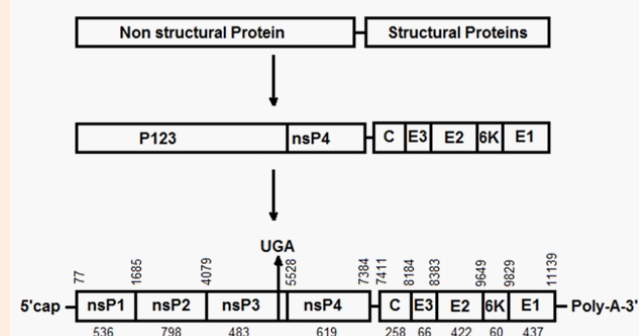 Non structural Protein Structural Proteins
P123 nsP4 C E3 E2 6K E1
UGA
77 1685 4079 5528 7384 7411 8184 8383 9649 9829 11139
5'cap nsP1 nsP2 nsP3 nsP4 C E3 E2 6K E1 Poly-A-3'
536 798 483 619 258 66 422 60 437